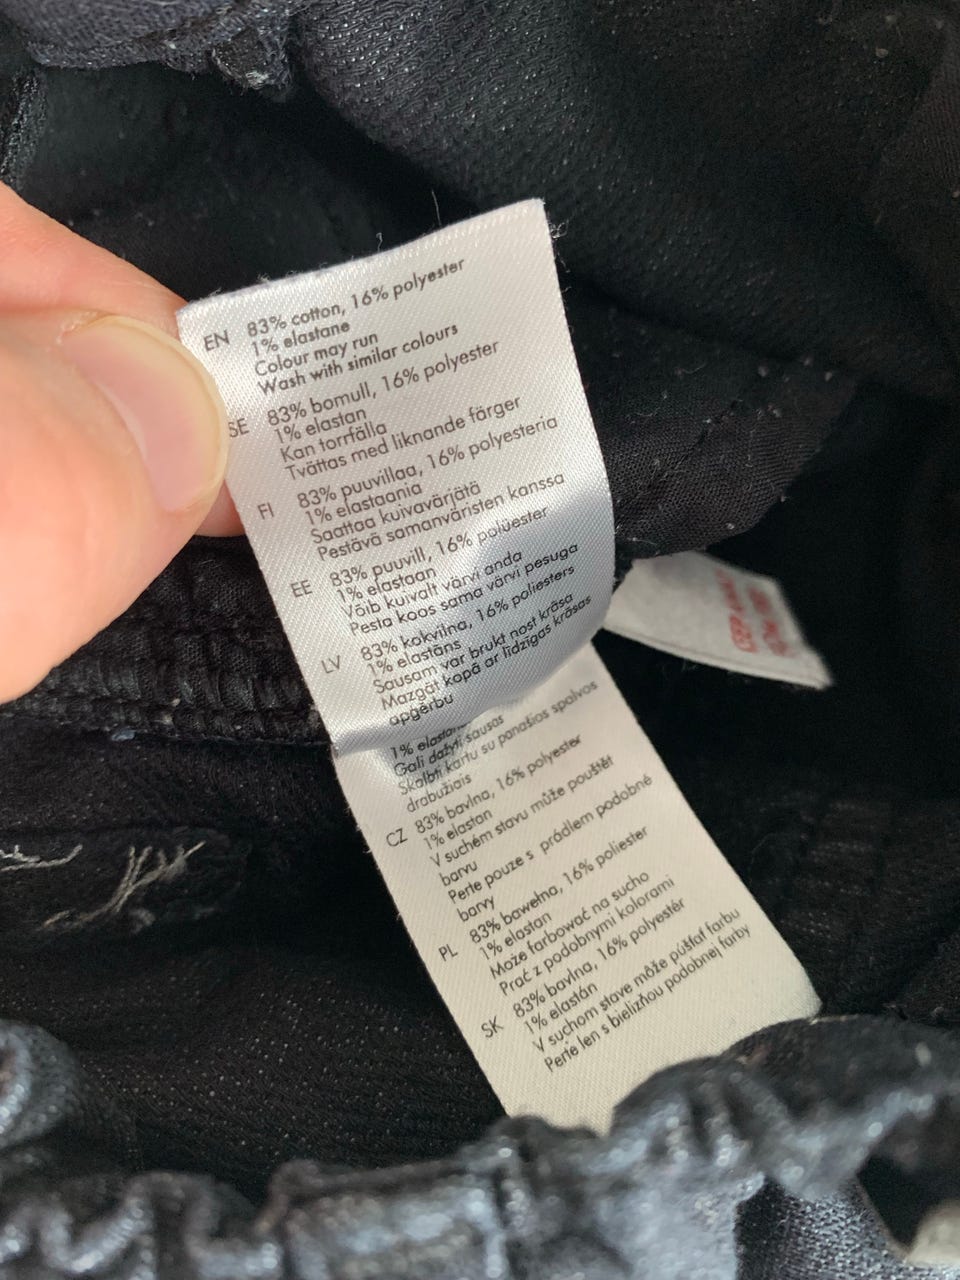 EN 83% cotton, 16% polyester
1% elastane
Colour may run
Wash with similar colours
SE 83% bomull, 16% polyester
1% elastan
Kan torrfälla
Tvättas med liknande färger
FI 83% puuvillaa, 16% polyesteria
1% elastaania
Saattaa kuivavärjätä
Pestävä samanväristen kanssa
EE 83% puuvill, 16% polüester
1% elastaan
Võib kuivalt värvi anda
Pesta koos sama värvi pesuga
LV 83% kokvilna, 16% poliesters
1% elastāns
Sausam var brukt nost krāsa
Mazgāt kopā ar līdzīgas krāsas
apģērbu
1% elastan
Gali dažyti sausas
Skalbti kartu su panašios spalvos
drabužiais
CZ 83% bavlna, 16% polyester
1% elastan
V suchém stavu může pouštět
barvu
Perte pouze s prádlem podobné
barvy
PL 83% bawełna, 16% poliester
1% elastan
Może farbować na sucho
Prać z podobnymi kolorami
SK 83% bavlna, 16% polyestér
1% elastán
V suchom stave môže púšťať farbu
Perte len s bielizňou podobnej farby